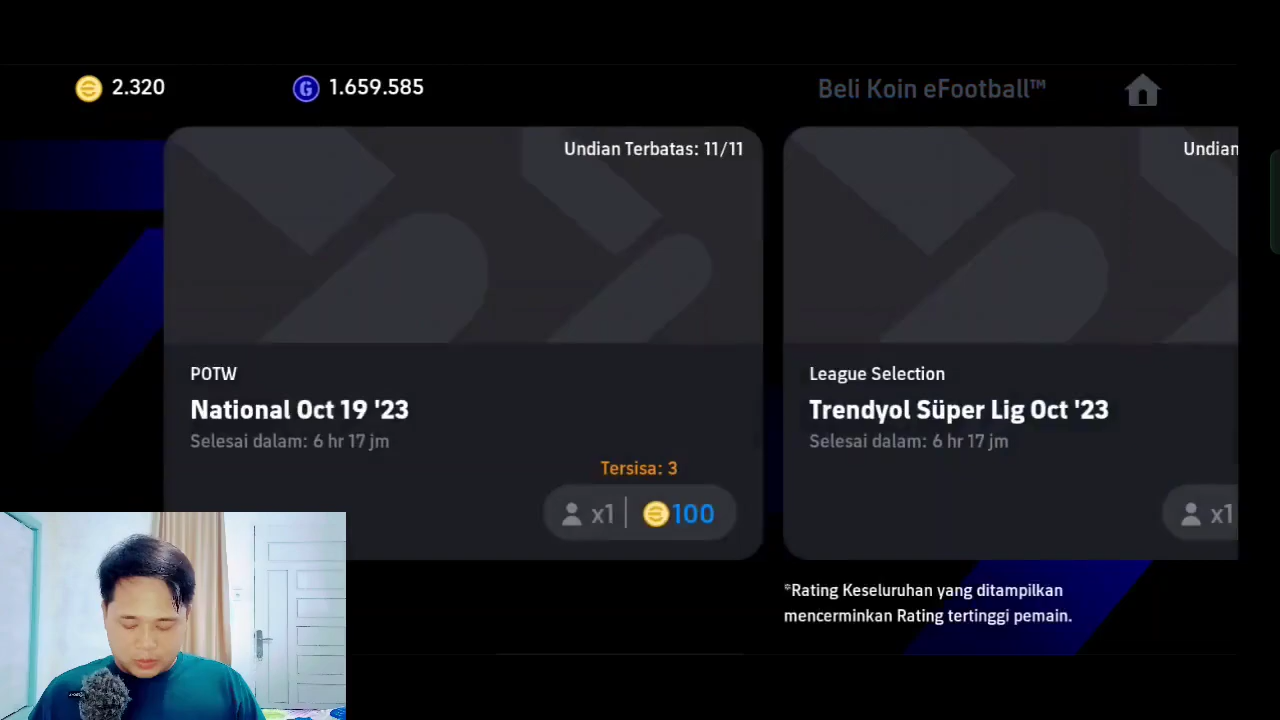 2.320
G 1.659.585
Beli Koin eFootball™
Undian Terbatas: 11/11
POTW
National Oct 19 '23
Selesai dalam: 6 hr 17 jm
Tersisa: 3
x1 | 100
Undian
League Selection
Trendyol Süper Lig Oct '23
Selesai dalam: 6 hr 17 jm
x1
*Rating Keseluruhan yang ditampilkan
mencerminkan Rating tertinggi pemain.